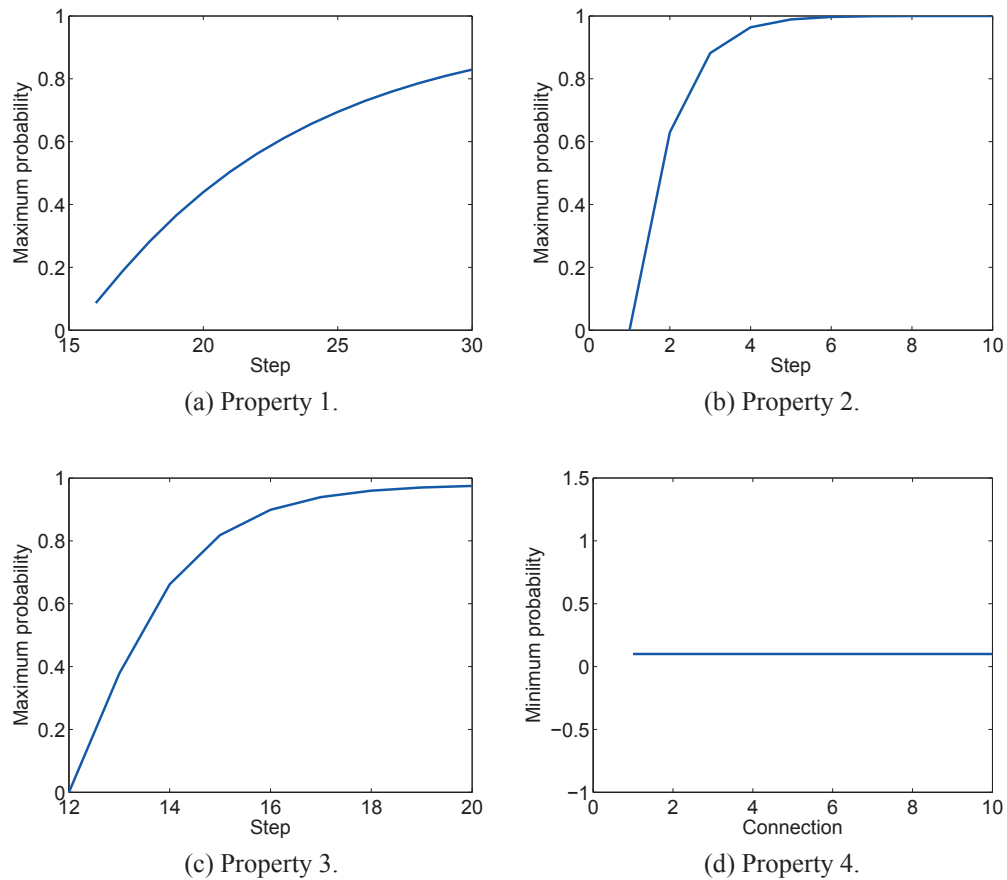 1
0.8
0.6
0.4
0.2
0
15 20 25 30
Maximum probability
Step
(a) Property 1.
1
0.8
0.6
0.4
0.2
0
0 2 4 6 8 10
Maximum probability
Step
(b) Property 2.
1
0.8
0.6
0.4
0.2
0
12 14 16 18 20
Maximum probability
Step
(c) Property 3.
1.5
1
0.5
0
−0.5
−1
0 2 4 6 8 10
Minimum probability
Connection
(d) Property 4.